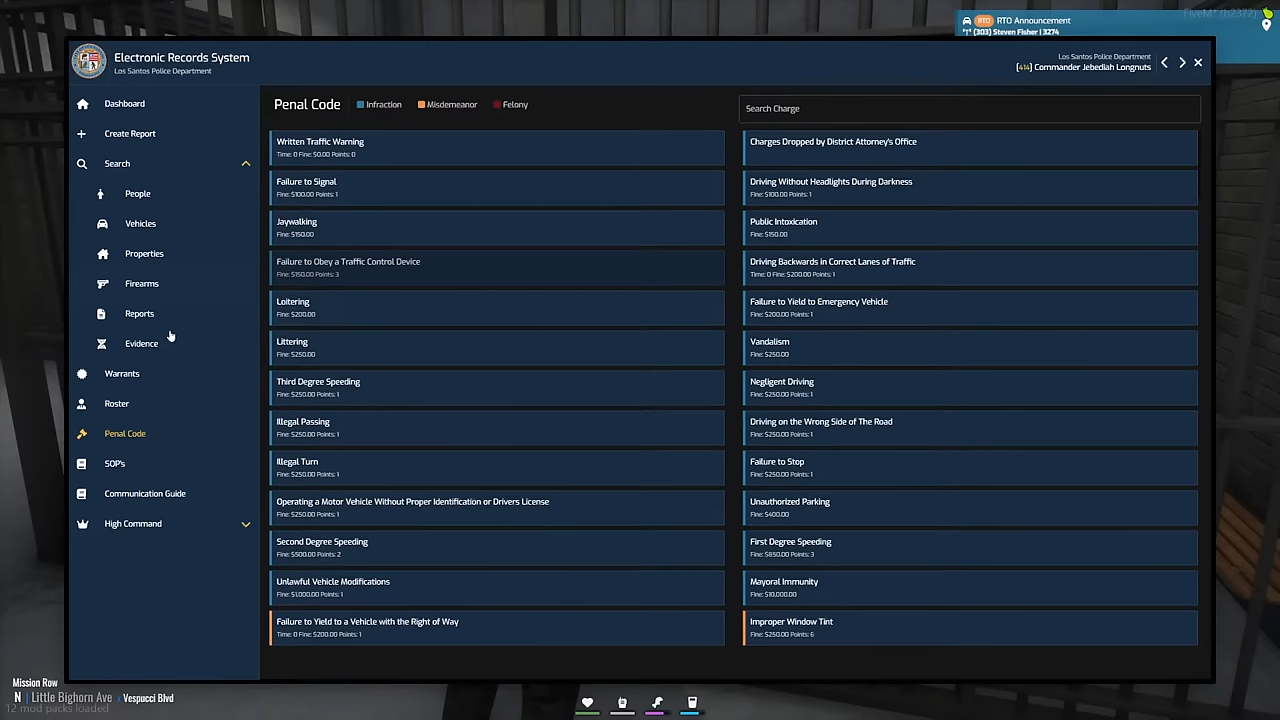 FiveM® (b2372)
RTO RTO Announcement
(303) Steven Fisher | 3274
Electronic Records System
Los Santos Police Department
Los Santos Police Department
[414] Commander Jebediah Longnuts
Dashboard
Create Report
Search
People
Vehicles
Properties
Firearms
Reports
Evidence
Warrants
Roster
Penal Code
SOP's
Communication Guide
High Command
Penal Code
Infraction
Misdemeanor
Felony
Search Charge
Written Traffic Warning
Time: 0 Fine: $0.00 Points: 0
Charges Dropped by District Attorney's Office
Failure to Signal
Fine: $100.00 Points: 1
Driving Without Headlights During Darkness
Fine: $100.00 Points: 1
Jaywalking
Fine: $150.00
Public Intoxication
Fine: $150.00
Failure to Obey a Traffic Control Device
Fine: $150.00 Points: 3
Driving Backwards in Correct Lanes of Traffic
Time: 0 Fine: $200.00 Points: 1
Loitering
Fine: $200.00
Failure to Yield to Emergency Vehicle
Fine: $200.00 Points: 1
Littering
Fine: $250.00
Vandalism
Fine: $250.00
Third Degree Speeding
Fine: $250.00 Points: 1
Negligent Driving
Fine: $250.00 Points: 1
Illegal Passing
Fine: $250.00 Points: 1
Driving on the Wrong Side of The Road
Fine: $250.00 Points: 1
Illegal Turn
Fine: $250.00 Points: 1
Failure to Stop
Fine: $250.00 Points: 1
Operating a Motor Vehicle Without Proper Identification or Drivers License
Fine: $250.00 Points: 1
Unauthorized Parking
Fine: $400.00
Second Degree Speeding
Fine: $500.00 Points: 2
First Degree Speeding
Fine: $850.00 Points: 3
Unlawful Vehicle Modifications
Fine: $1,000.00 Points: 1
Mayoral Immunity
Fine: $10,000.00
Failure to Yield to a Vehicle with the Right of Way
Time: 0 Fine: $200.00 Points: 1
Improper Window Tint
Fine: $250.00 Points: 6
Mission Row
N | Little Bighorn Ave x Vespucci Blvd
12 mod packs loaded